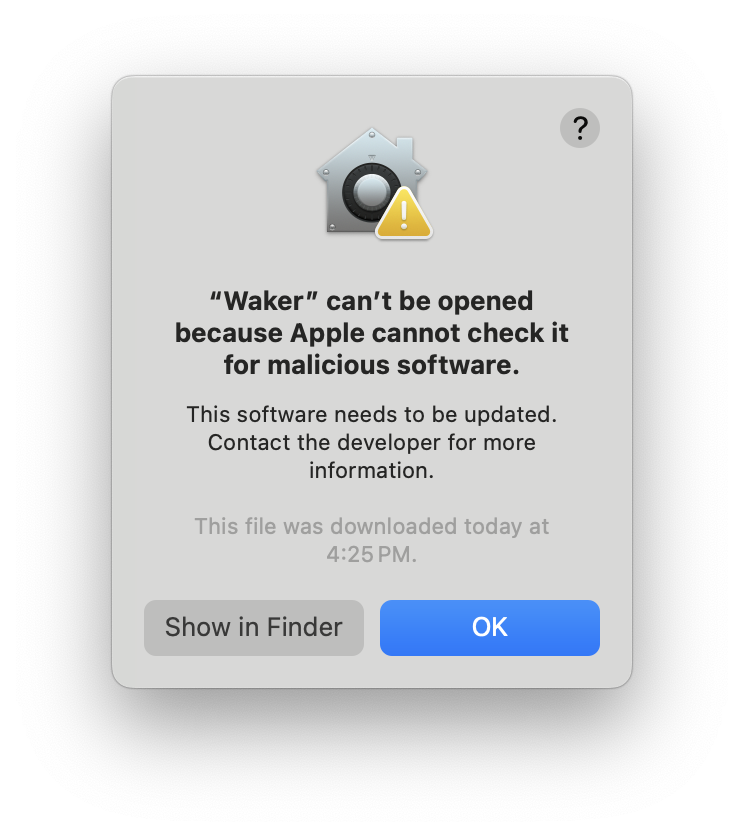 ?
“Waker” can’t be opened
because Apple cannot check it
for malicious software.
This software needs to be updated.
Contact the developer for more
information.
This file was downloaded today at
4:25 PM.
Show in Finder
OK